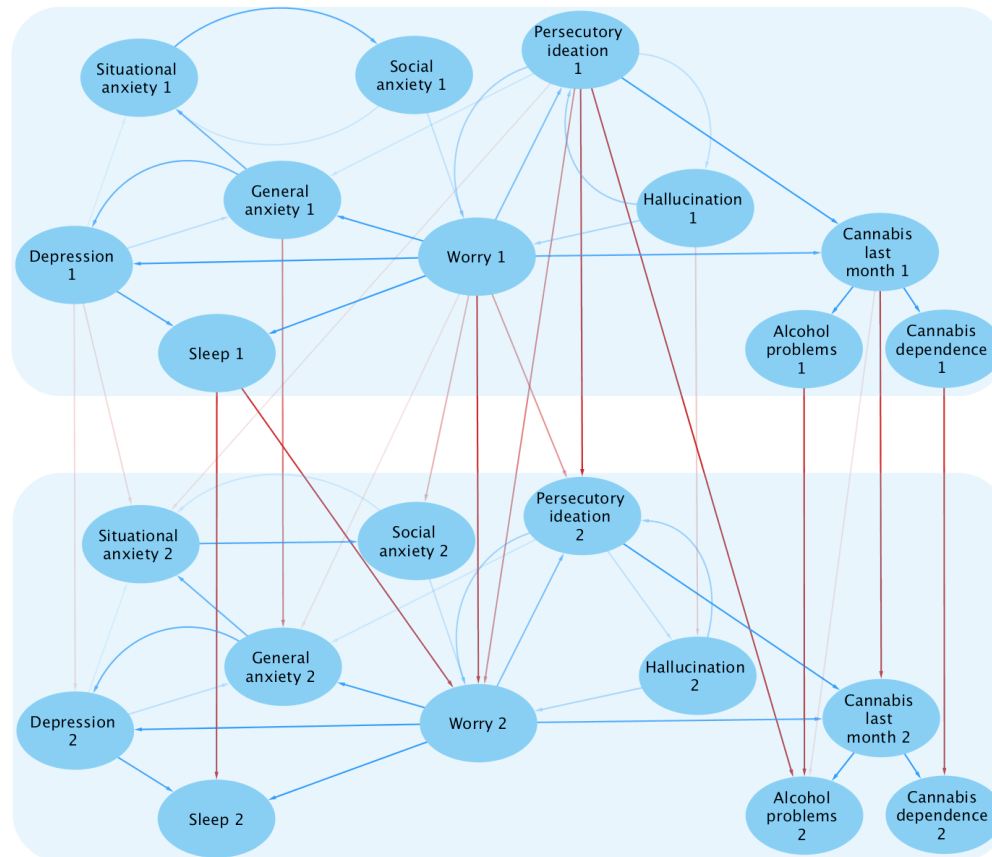 Persecutory
ideation
1
Situational
anxiety 1
Social
anxiety 1
General
anxiety 1
Hallucination
1
Depression
1
Worry 1
Cannabis
last
month 1
Sleep 1
Alcohol
problems
1
Cannabis
dependence
1
Persecutory
ideation
2
Situational
anxiety 2
Social
anxiety 2
General
anxiety 2
Hallucination
2
Depression
2
Worry 2
Cannabis
last
month 2
Sleep 2
Alcohol
problems
2
Cannabis
dependence
2